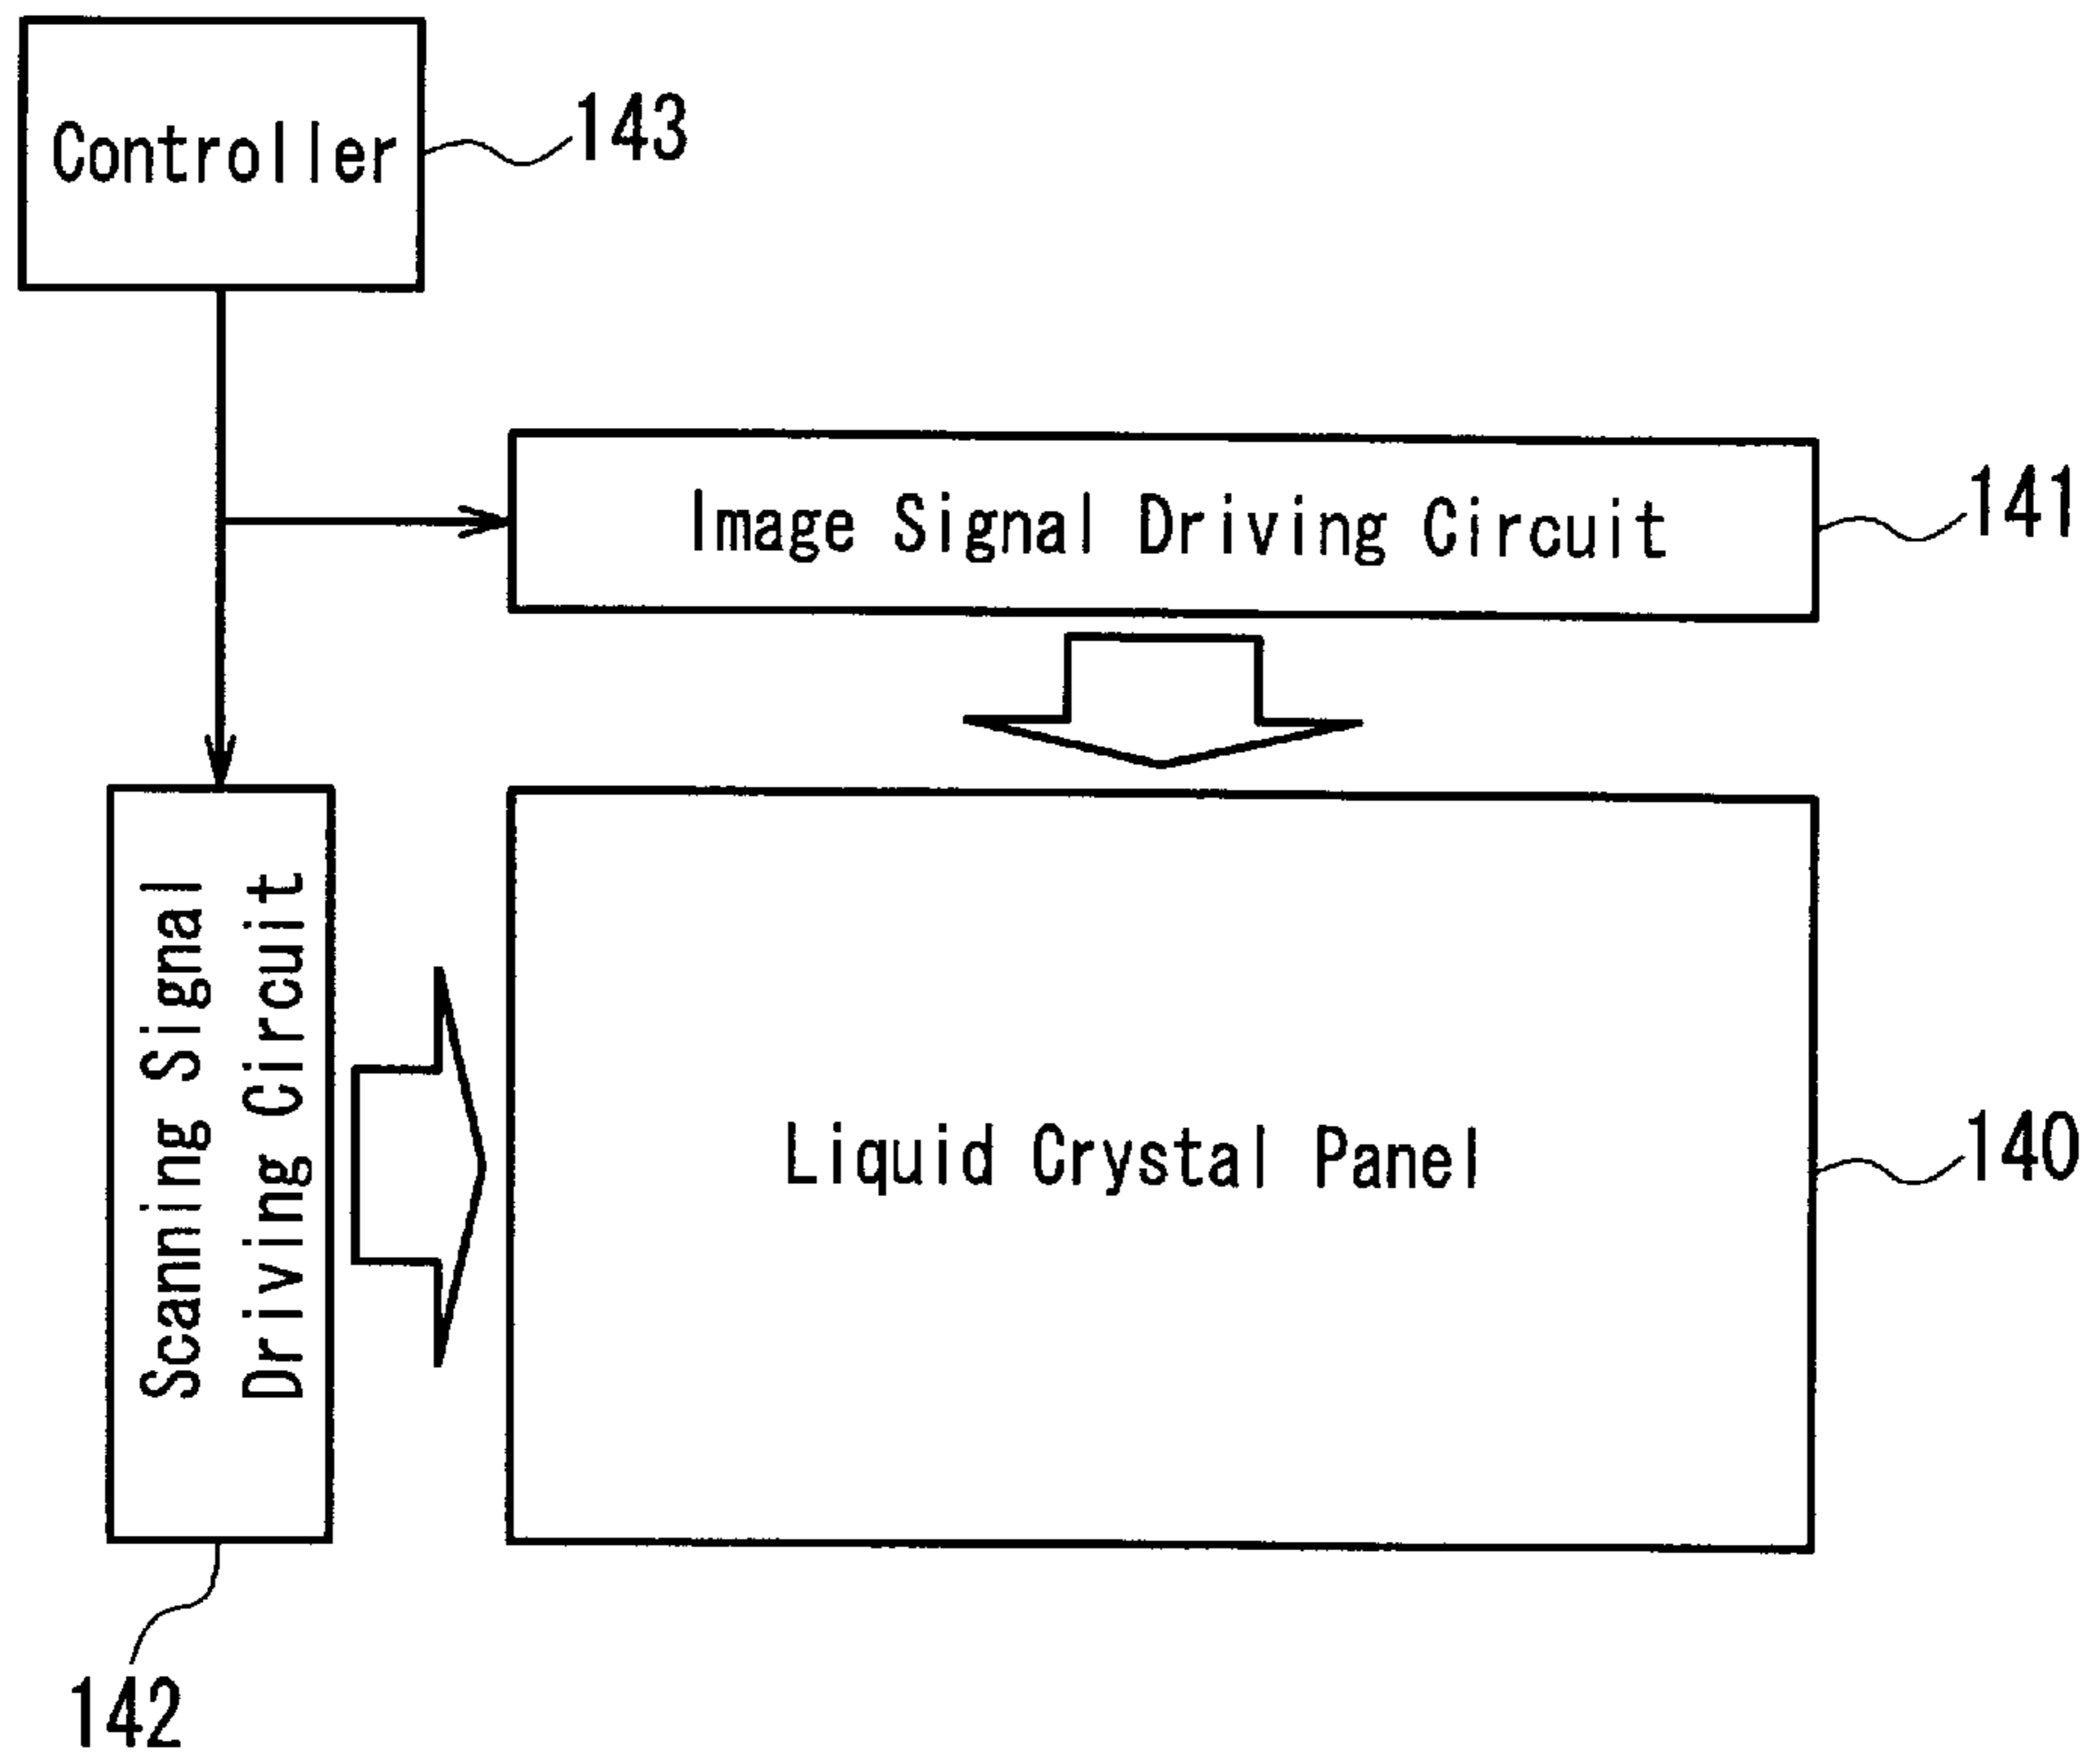 Controller
143
Image Signal Driving Circuit
141
Scanning Signal
Driving Circuit
Liquid Crystal Panel
140
142